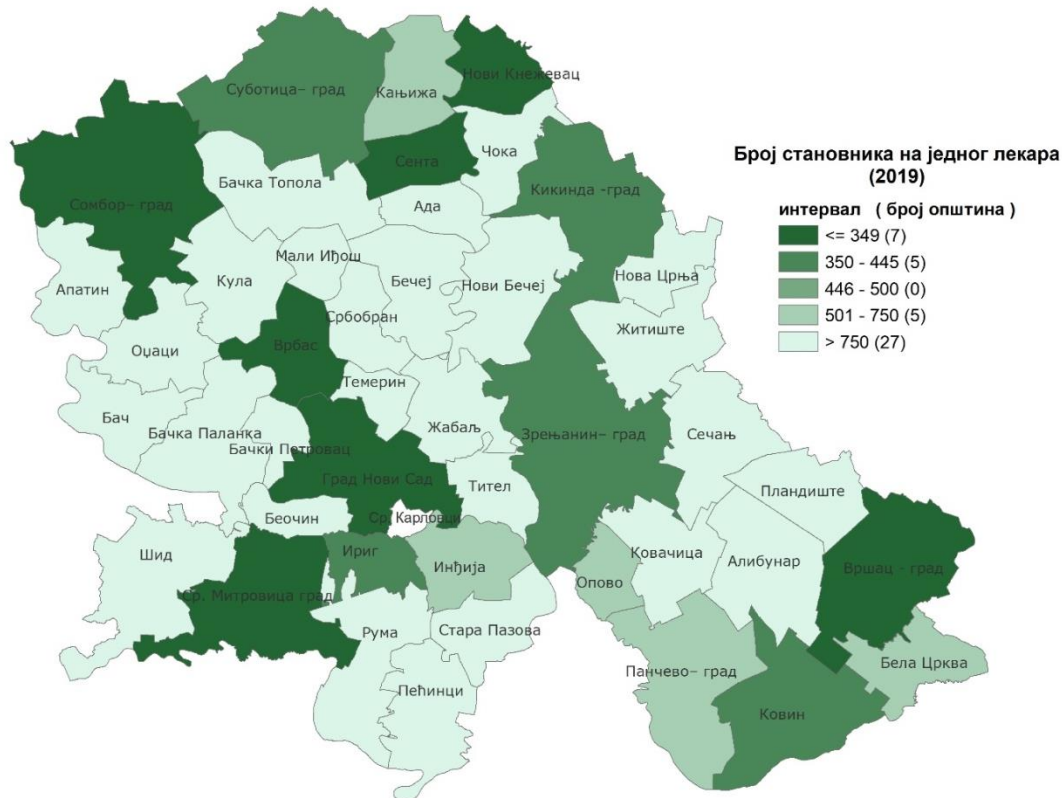 Нови Кнежевац
Суботица– град
Кањижа
Чока
Сента
Бачка Топола
Кикинда -град
Сомбор– град
Ада
Мали Иђош
Бечеј
Нови Бечеј
Нова Црња
Кула
Апатин
Србобран
Житиште
Врбас
Оџаци
Темерин
Бач
Бачка Паланка
Бачки Петровац
Жабаљ
Зрењанин– град
Сечањ
Град Нови Сад
Тител
Пландиште
Беочин
Ср. Карловци
Шид
Ириг
Инђија
Ковачица
Алибунар
Вршац - град
Опово
Ср. Митровица град
Рума
Стара Пазова
Панчево– град
Бела Црква
Пећинци
Ковин
Број становника на једног лекара
(2019)
интервал ( број општина )
<= 349 (7)
350 - 445 (5)
446 - 500 (0)
501 - 750 (5)
> 750 (27)